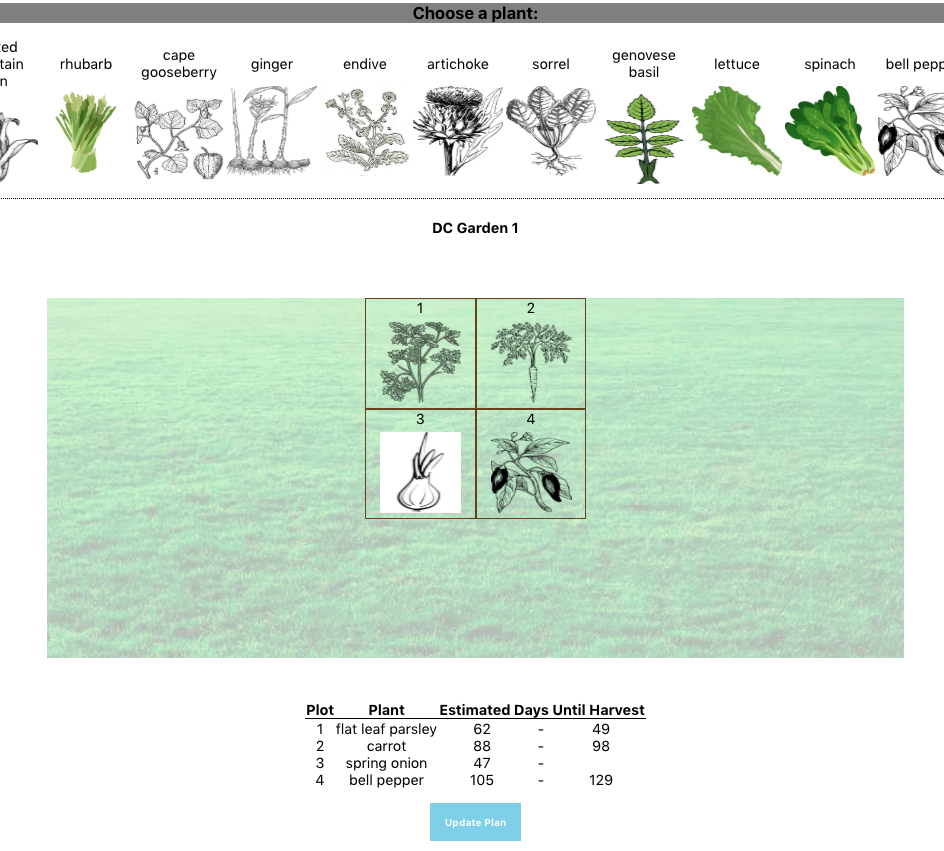 Choose a plant:
rhubarb
cape
gooseberry
ginger
endive
artichoke
sorrel
genovese
basil
lettuce
spinach
bell pepp
DC Garden 1
1 2
3 4
Plot Plant Estimated Days Until Harvest
1 flat leaf parsley 62 - 49
2 carrot 88 - 98
3 spring onion 47 -
4 bell pepper 105 - 129
Update Plan